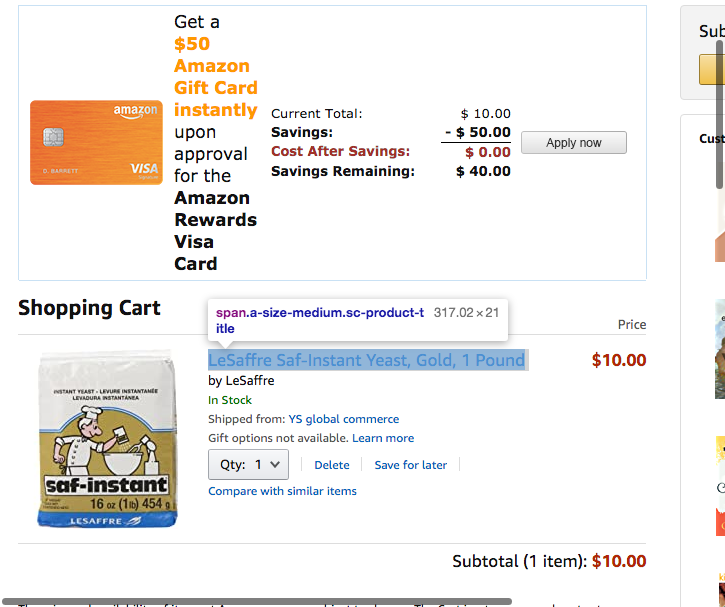 Get a
$50
Amazon
Gift Card
instantly
upon
approval
for the
Amazon
Rewards
Visa
Card
amazon
D. BARRETT
VISA
Current Total: $ 10.00
Savings: - $ 50.00
Cost After Savings: $ 0.00
Savings Remaining: $ 40.00
Apply now
Sub
Cust
Shopping Cart
span.a-size-medium.sc-product-t
itle
317.02 × 21
Price
LeSaffre Saf-Instant Yeast, Gold, 1 Pound $10.00
by LeSaffre
In Stock
Shipped from: YS global commerce
Gift options not available. Learn more
Qty: 1 Delete Save for later
Compare with similar items
INSTANT YEAST - LEVURE INSTANTANÉE
LEVADURA INSTANTÁNEA
saf-instant
16 oz (1lb) 454 g
LESAFFRE
Subtotal (1 item): $10.00